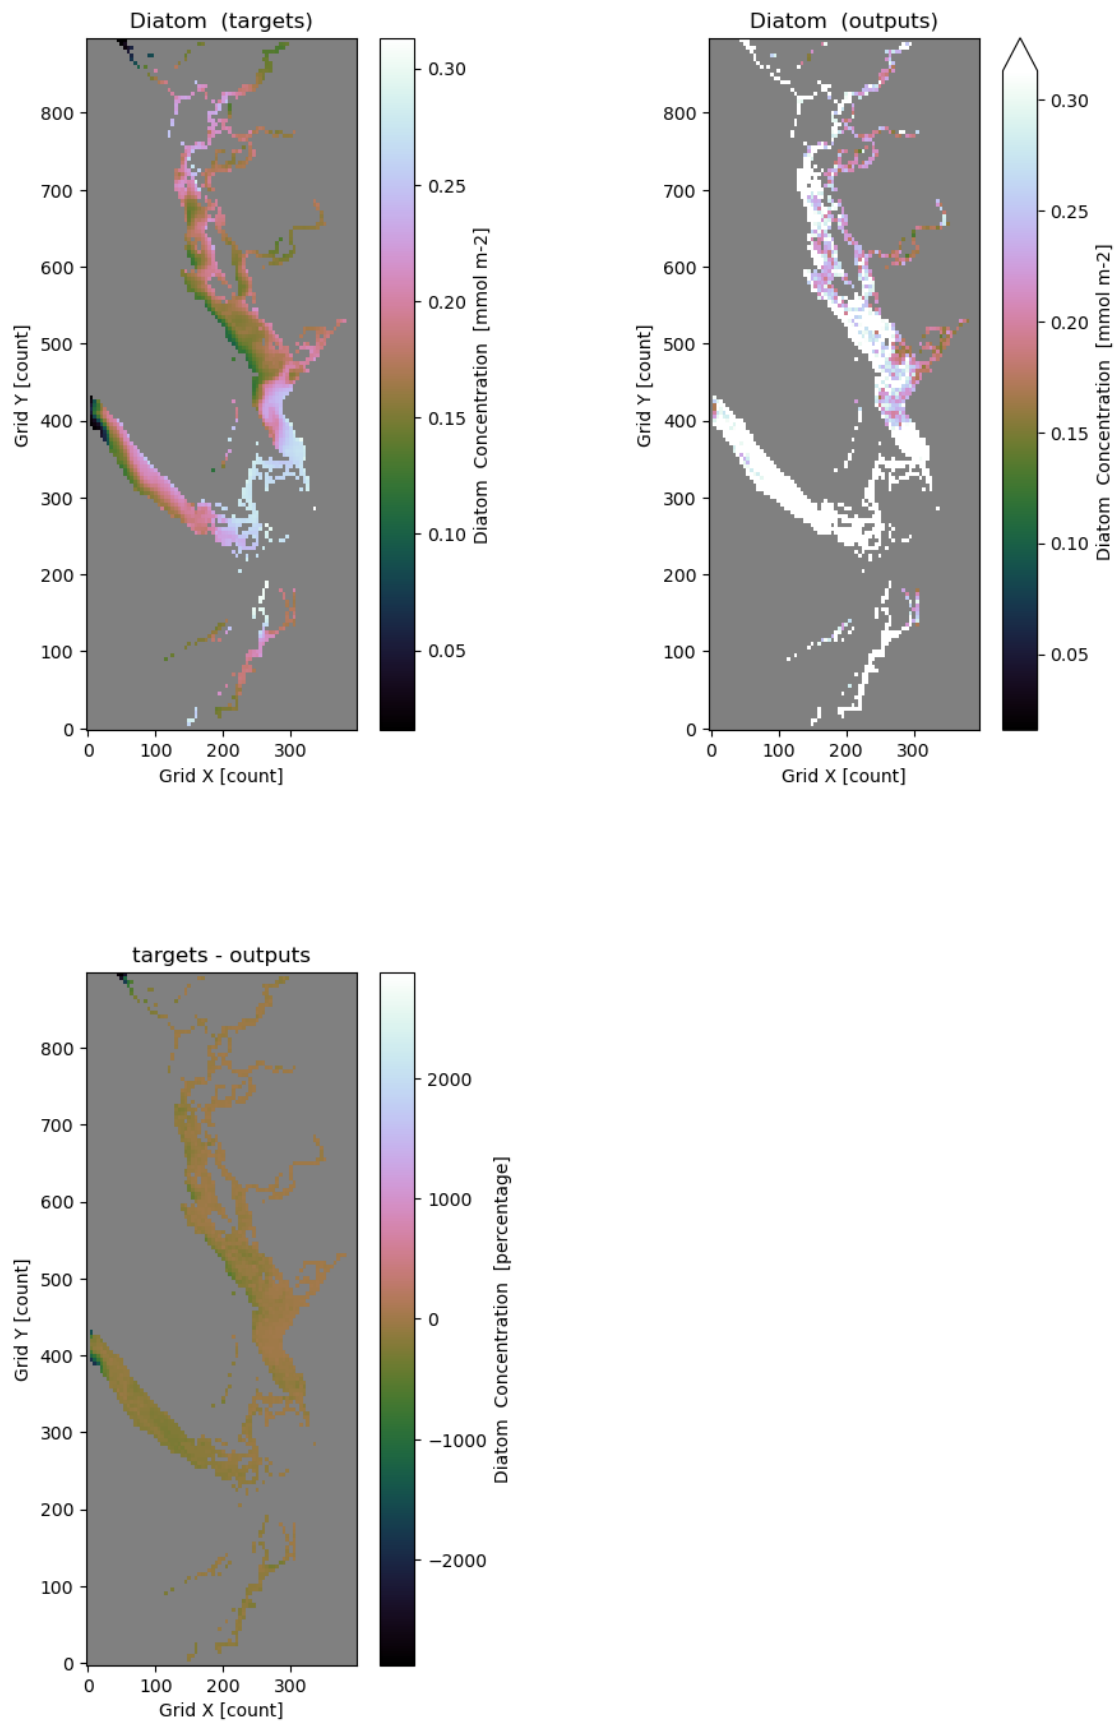 Diatom (targets)
Grid Y [count]
800
700
600
500
400
300
200
100
0
0 100 200 300
Grid X [count]
0.30
0.25
0.20
0.15
0.10
0.05
Diatom Concentration [mmol m-2]
Diatom (outputs)
Grid Y [count]
800
700
600
500
400
300
200
100
0
0 100 200 300
Grid X [count]
0.30
0.25
0.20
0.15
0.10
0.05
Diatom Concentration [mmol m-2]
targets - outputs
Grid Y [count]
800
700
600
500
400
300
200
100
0
0 100 200 300
Grid X [count]
2000
1000
0
−1000
−2000
Diatom Concentration [percentage]